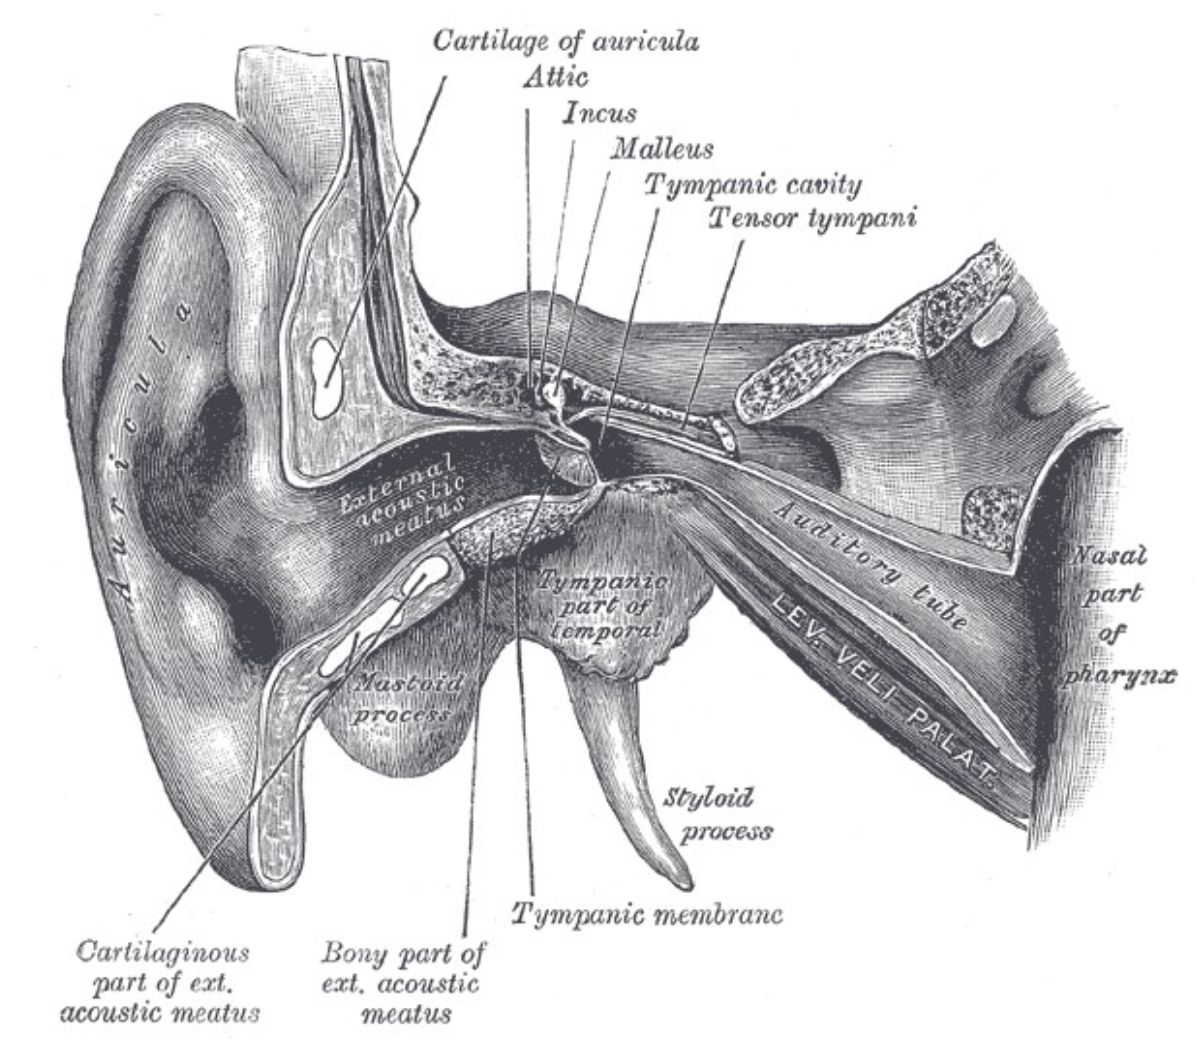 Cartilage of auricula
Attic
Incus
Malleus
Tympanic cavity
Tensor tympani
Auricula
External
acoustic
meatus
Auditory tube
Nasal
part
of
pharynx
Tympanic
part of
temporal
LEV. VELI PALAT.
Mastoid
process
Styloid
process
Tympanic membrane
Cartilaginous
part of ext.
acoustic meatus
Bony part of
ext. acoustic
meatus